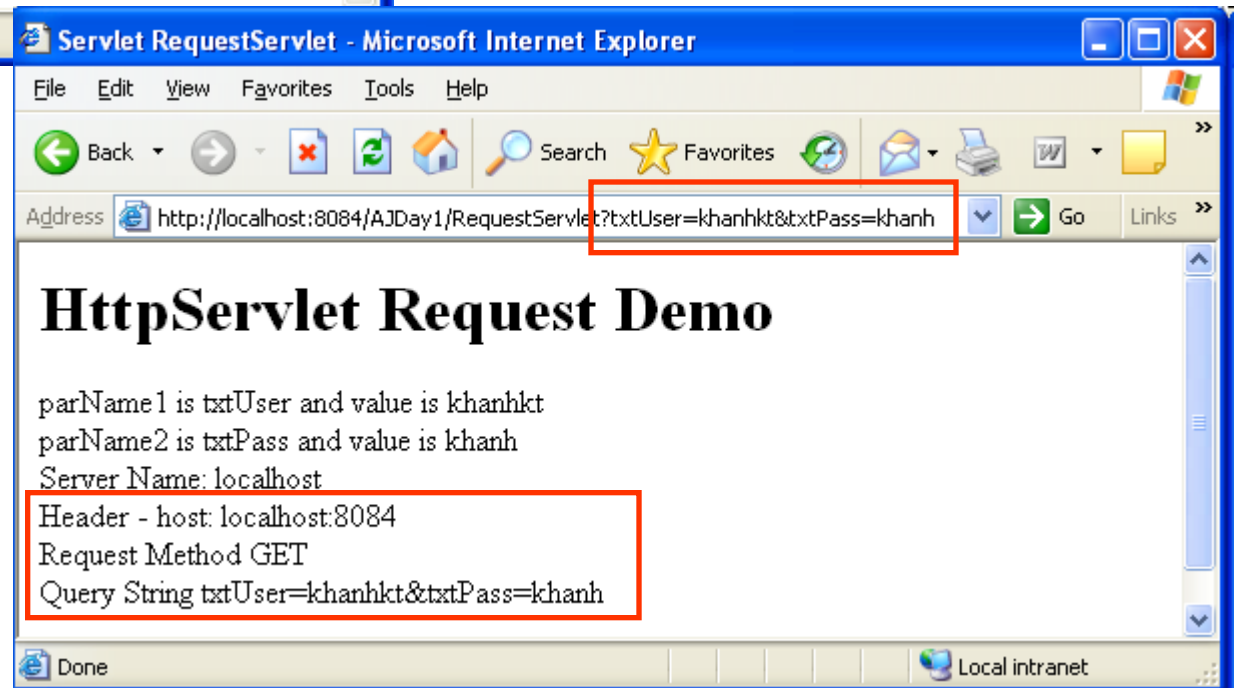 Servlet RequestServlet - Microsoft Internet Explorer
File Edit View Favorites Tools Help
Back Search Favorites W »
Address http://localhost:8084/AJDay1/RequestServlet?txtUser=khanhkt&txtPass=khanh Go Links »
HttpServlet Request Demo
parName1 is txtUser and value is khanhkt
parName2 is txtPass and value is khanh
Server Name: localhost
Header - host: localhost:8084
Request Method GET
Query String txtUser=khanhkt&txtPass=khanh
Done Local intranet